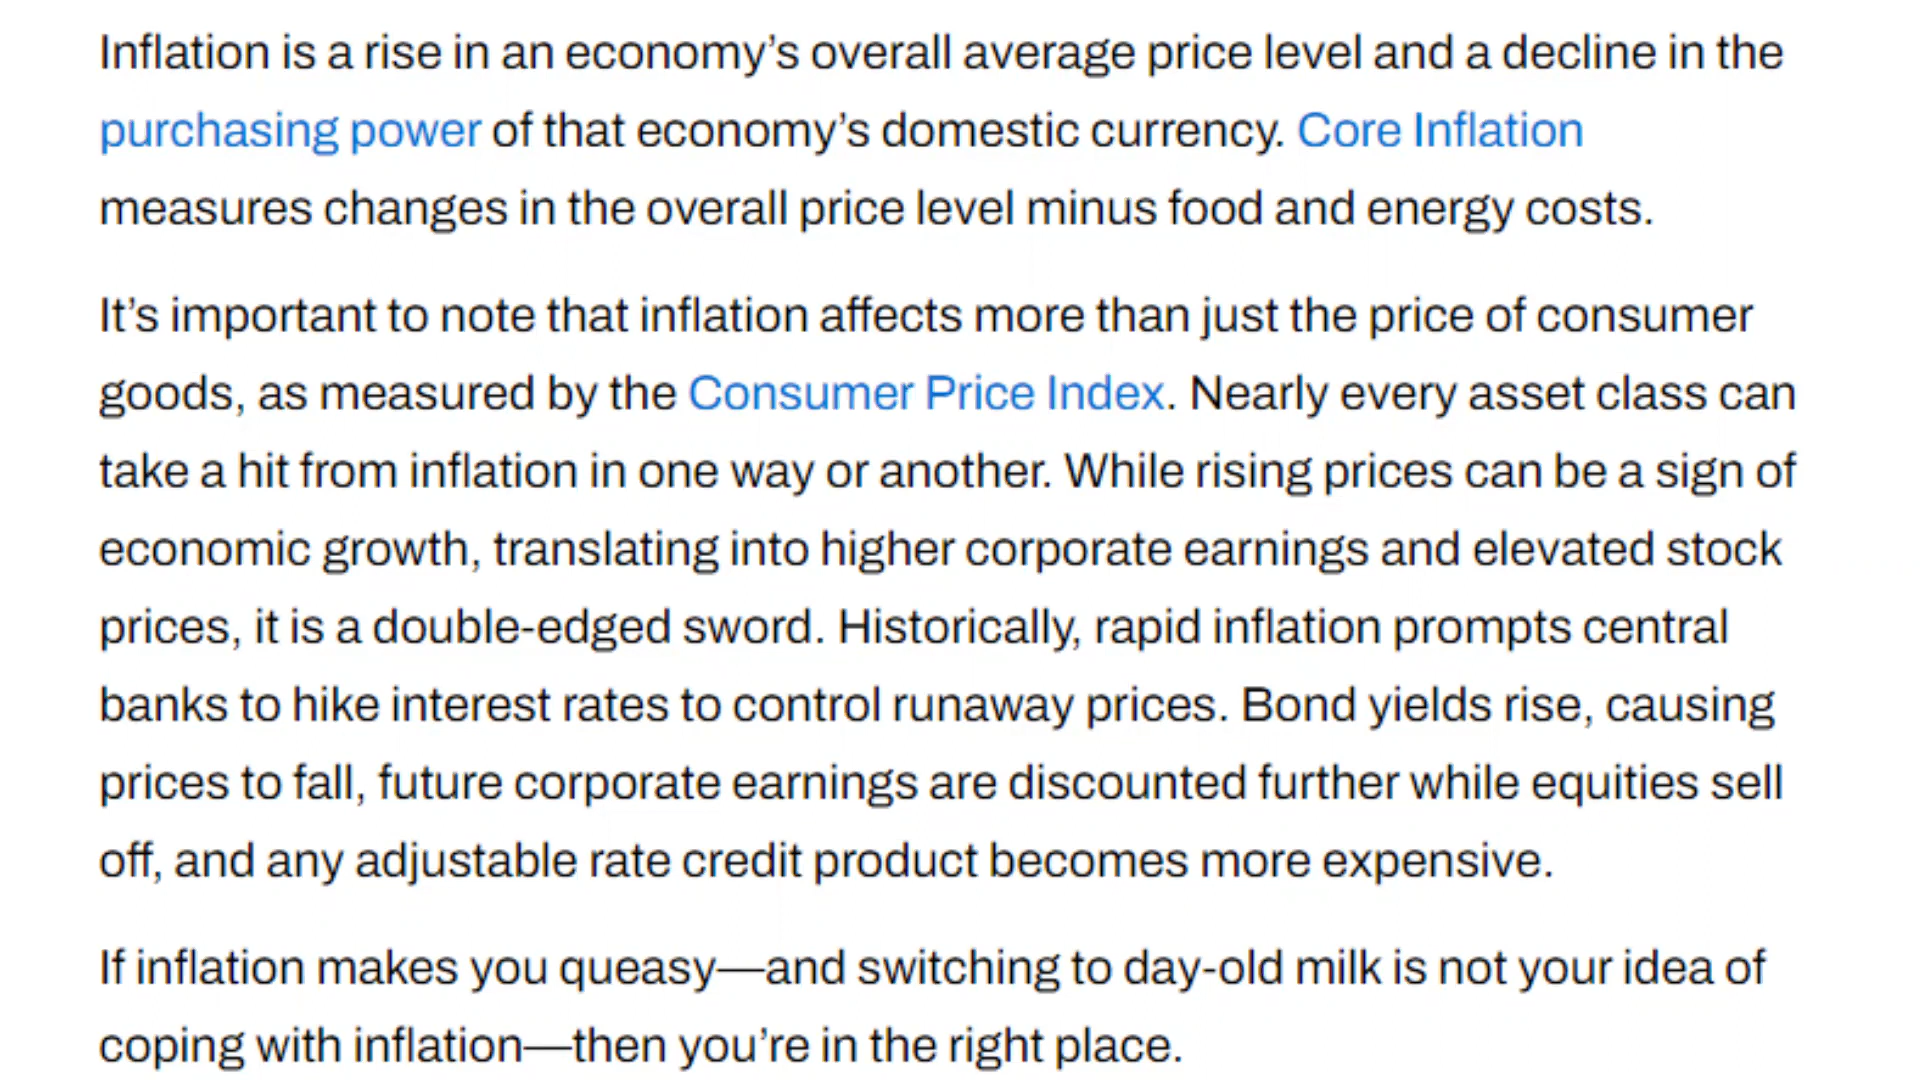 Inflation is a rise in an economy’s overall average price level and a decline in the
purchasing power of that economy’s domestic currency. Core Inflation
measures changes in the overall price level minus food and energy costs.
It’s important to note that inflation affects more than just the price of consumer
goods, as measured by the Consumer Price Index. Nearly every asset class can
take a hit from inflation in one way or another. While rising prices can be a sign of
economic growth, translating into higher corporate earnings and elevated stock
prices, it is a double-edged sword. Historically, rapid inflation prompts central
banks to hike interest rates to control runaway prices. Bond yields rise, causing
prices to fall, future corporate earnings are discounted further while equities sell
off, and any adjustable rate credit product becomes more expensive.
If inflation makes you queasy—and switching to day-old milk is not your idea of
coping with inflation—then you’re in the right place.